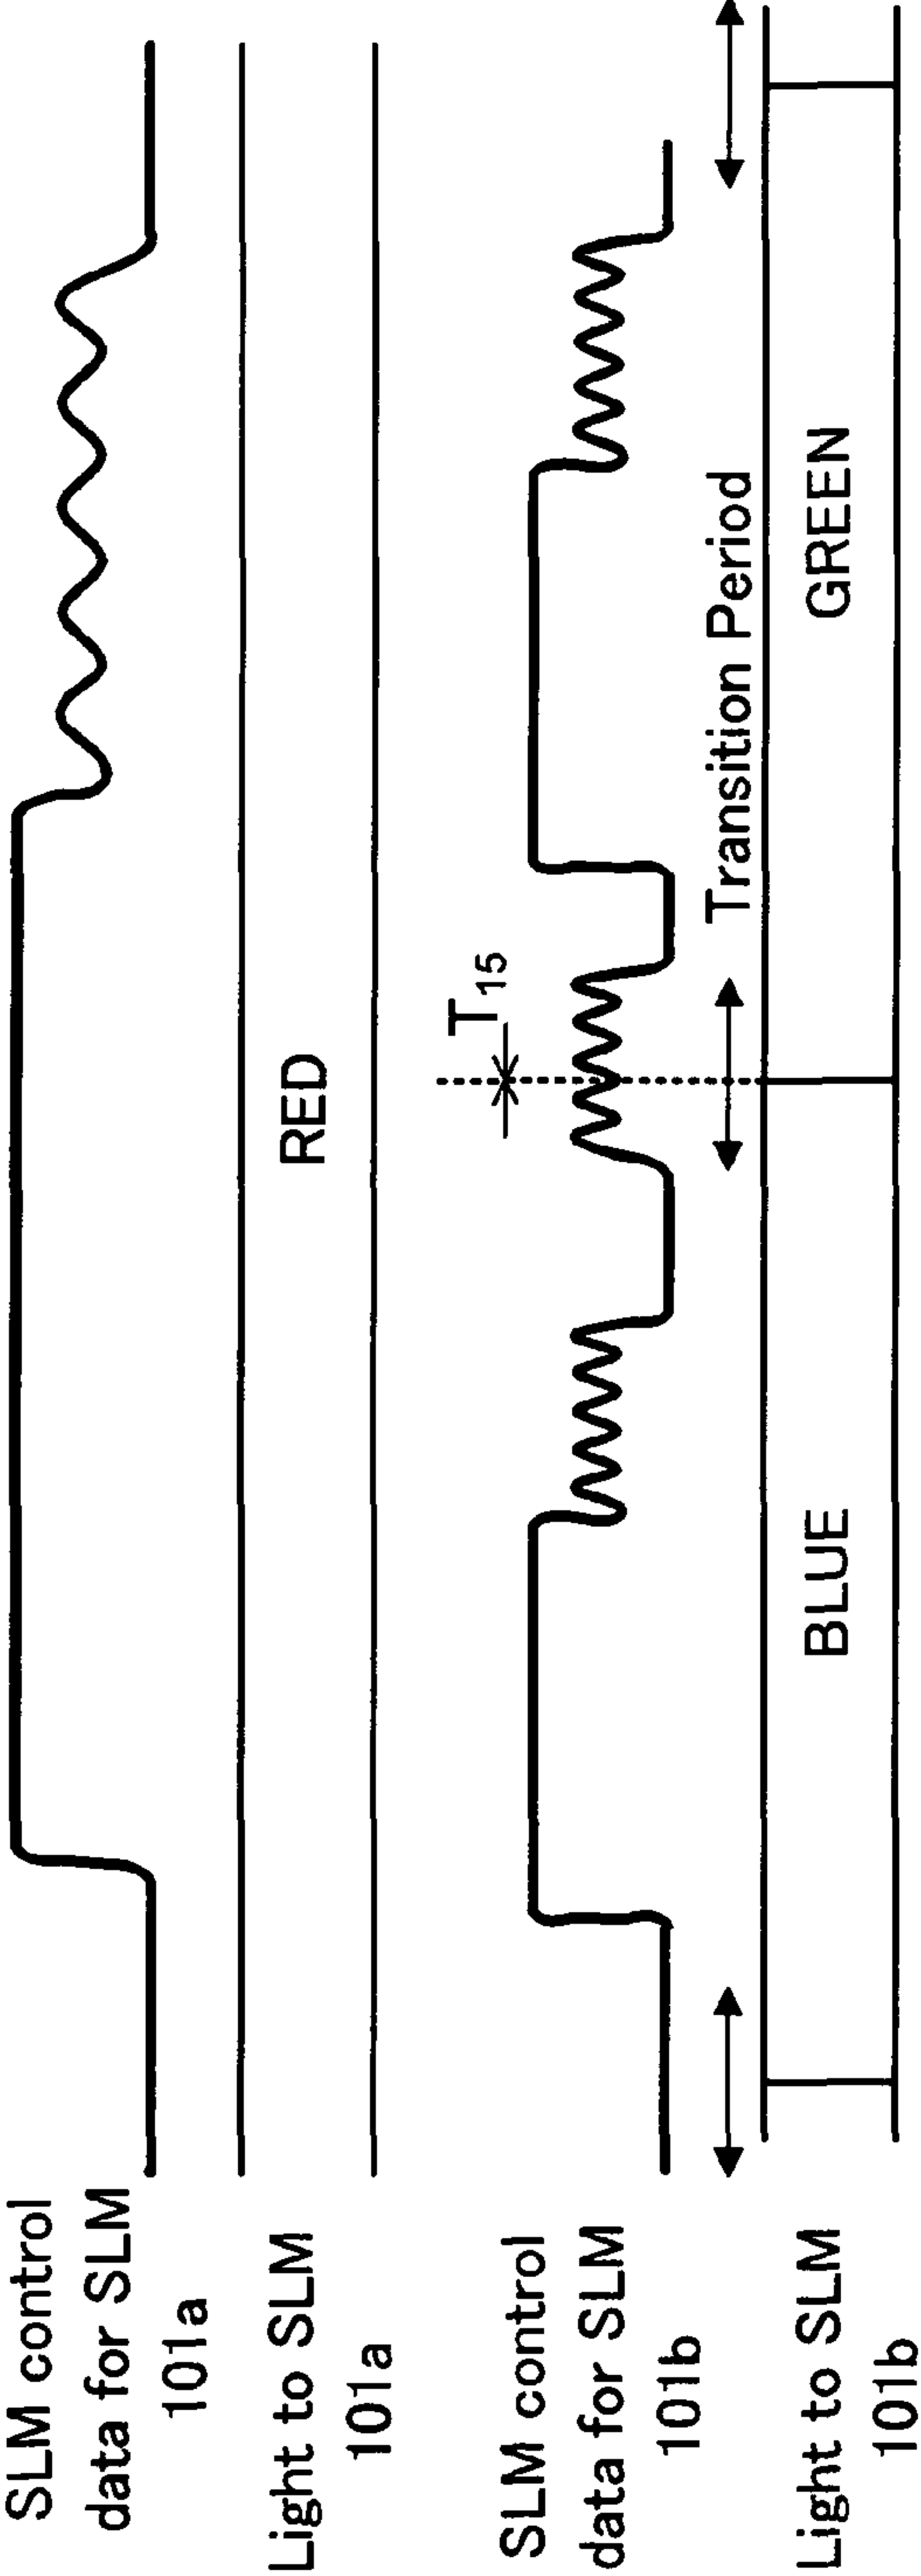 SLM control
data for SLM
101a
Light to SLM
101a
RED
SLM control
data for SLM
101b
T15
Transition Period
Light to SLM
101b
BLUE
GREEN